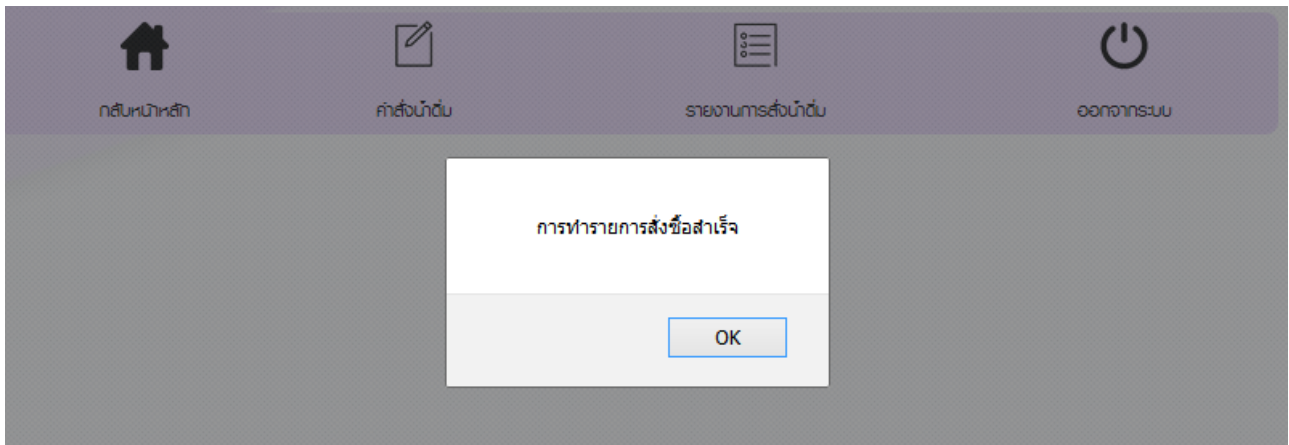 กลับหน้าหลัก
คำสั่งน้ำดื่ม
รายงานการสั่งน้ำดื่ม
ออกจากระบบ
การทำรายการสั่งซื้อสำเร็จ
OK